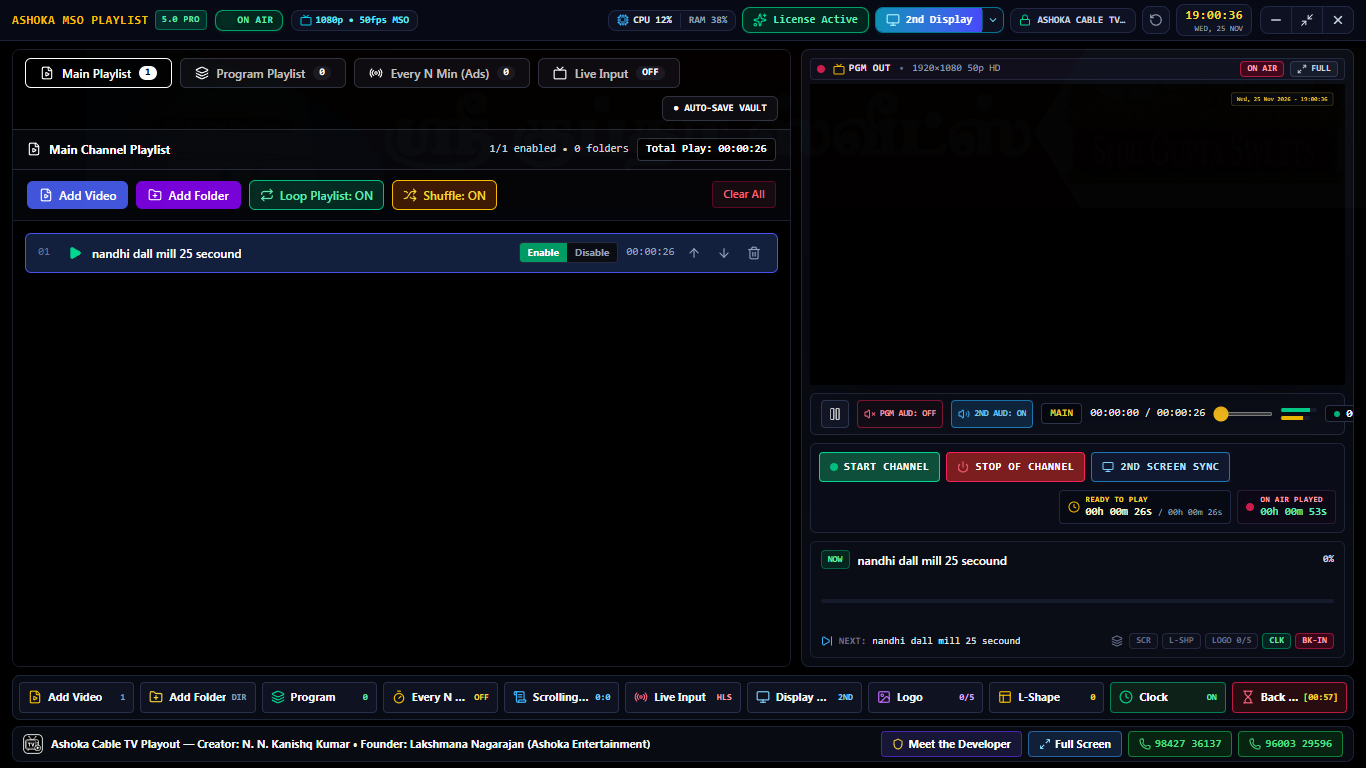 ASHOKA MSO PLAYLIST 5.0 PRO ON AIR 1080p • 50fps MSO CPU 12% RAM 38% License Active 2nd Display ASHOKA CABLE TV… 19:00:36
WED, 25 NOV
Main Playlist 1 Program Playlist 0 Every N Min (Ads) 0 Live Input OFF
• AUTO-SAVE VAULT
Main Channel Playlist 1/1 enabled • 0 folders Total Play: 00:00:26
Add Video Add Folder Loop Playlist: ON Shuffle: ON Clear All
01 nandhi dall mill 25 secound Enable Disable 00:00:26
PGM OUT • 1920×1080 50p HD ON AIR FULL
Wed, 25 Nov 2026 - 19:00:36
PGM AUD: OFF 2ND AUD: ON MAIN 00:00:00 / 00:00:26
START CHANNEL STOP OF CHANNEL 2ND SCREEN SYNC
READY TO PLAY
00h 00m 26s / 00h 00m 26s
ON AIR PLAYED
00h 00m 53s
NOW nandhi dall mill 25 secound 0%
NEXT: nandhi dall mill 25 secound SCR L-SHP LOGO 0/5 CLK BK-IN
Add Video 1 Add Folder DIR Program 0 Every N ... OFF Scrolling... 0:0 Live Input HLS Display ... 2ND Logo 0/5 L-Shape 0 Clock ON Back ... [00:57]
Ashoka Cable TV Playout — Creator: N. N. Kanishq Kumar • Founder: Lakshmana Nagarajan (Ashoka Entertainment) Meet the Developer Full Screen 98427 36137 96003 29596